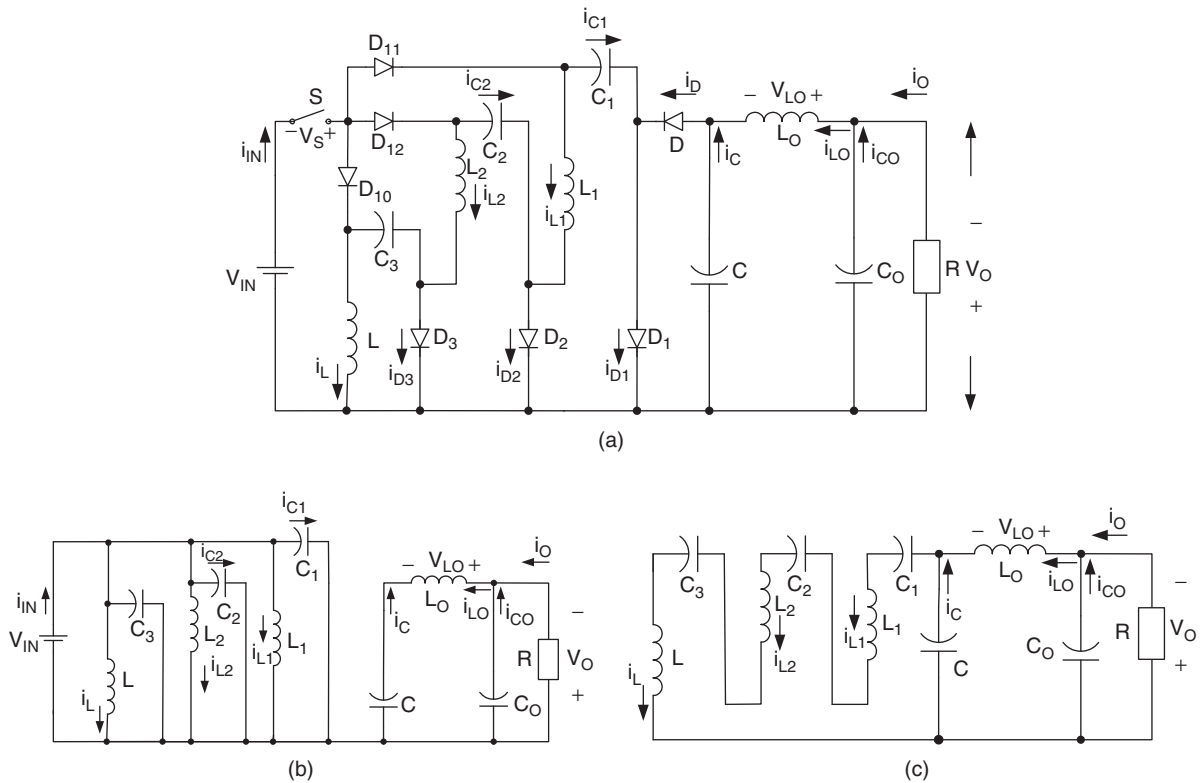 i_C1
D_11
C_1
i_C2
i_D
- V_LO +
i_O
S
-V_S+
D_12
C_2
D
L_O
i_IN
i_C
i_LO
i_CO
L_2
D_10
i_L2
L_1
i_L1
-
C_3
V_IN
C
C_O
R V_O
+
L
D_3
D_2
D_1
i_L
i_D3
i_D2
i_D1
(a)
i_C1
C_1
i_C2
- V_LO +
i_O
L_O
i_LO
i_IN
C_3
C_2
i_C
i_CO
-
V_IN
L_2
i_L1
L_1
L
i_L2
R
V_O
i_L
C
C_O
+
(b)
i_O
- V_LO +
C_3
C_2
C_1
L_O
i_LO
i_CO
L_2
i_C
-
i_L1
L_1
R
V_O
L
i_L2
C
C_O
+
i_L
(c)